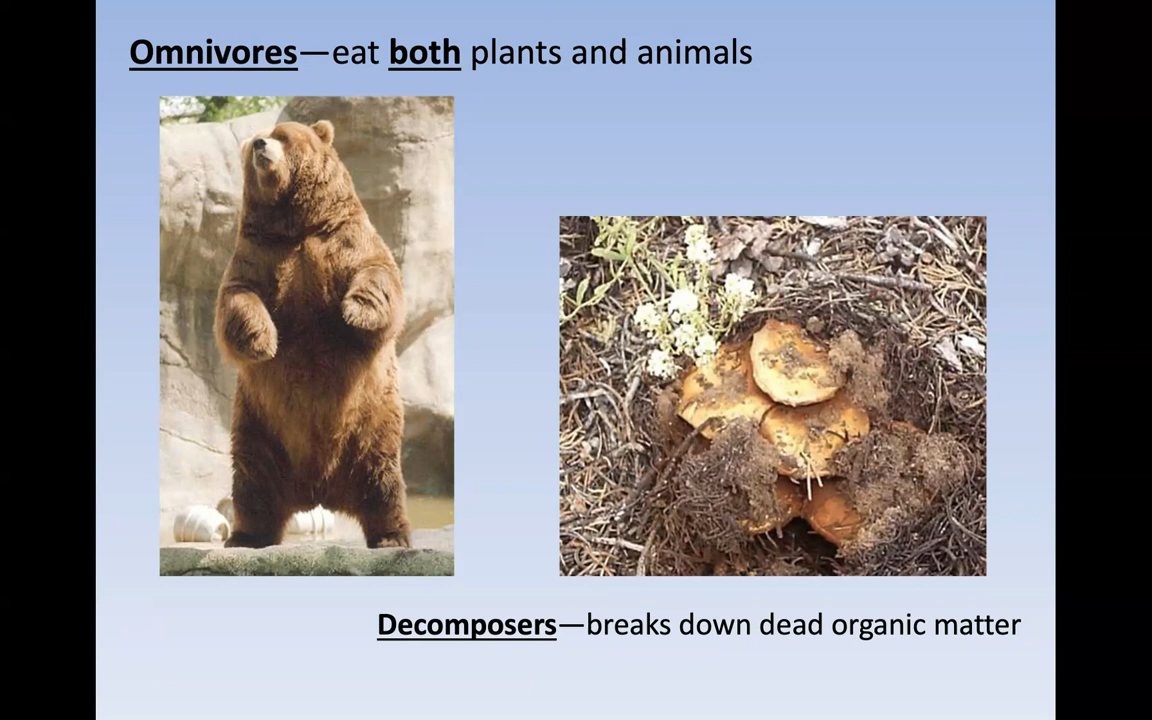 Omnivores—eat both plants and animals
Decomposers—breaks down dead organic matter